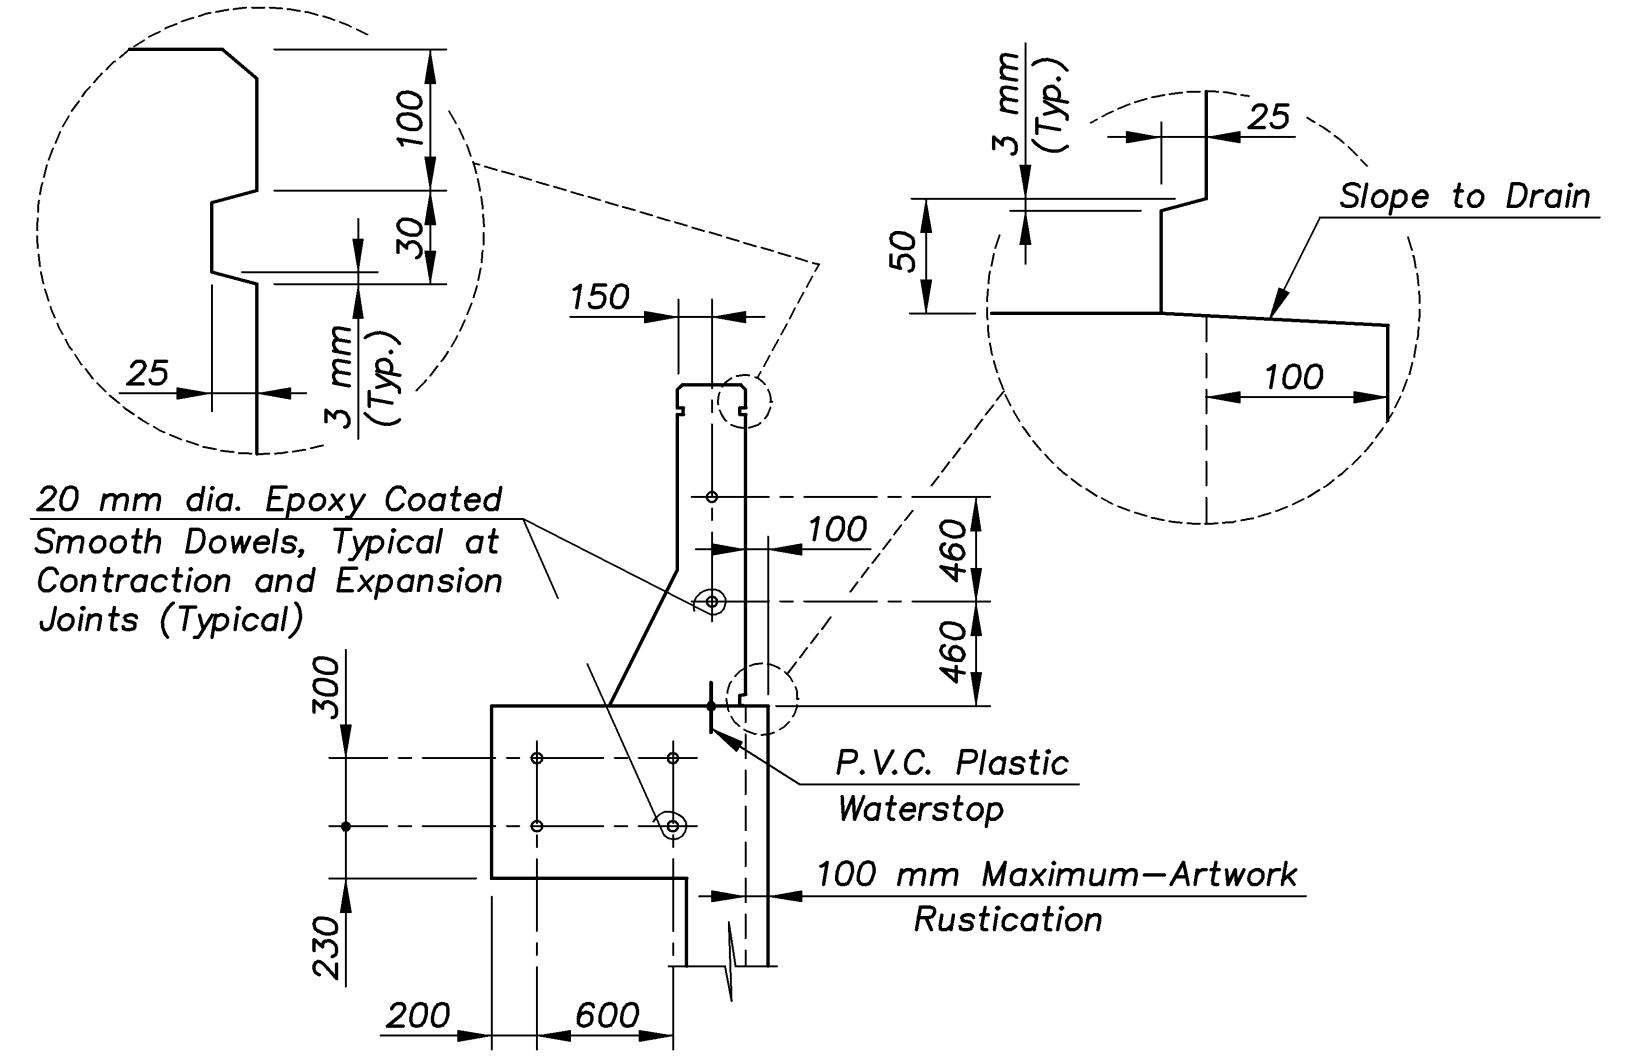 100
30
25
3 mm
(Typ.)
3 mm
(Typ.)
25
50
Slope to Drain
100
150
20 mm dia. Epoxy Coated
Smooth Dowels, Typical at
Contraction and Expansion
Joints (Typical)
100
460
460
300
230
P.V.C. Plastic
Waterstop
100 mm Maximum-Artwork
Rustication
200
600